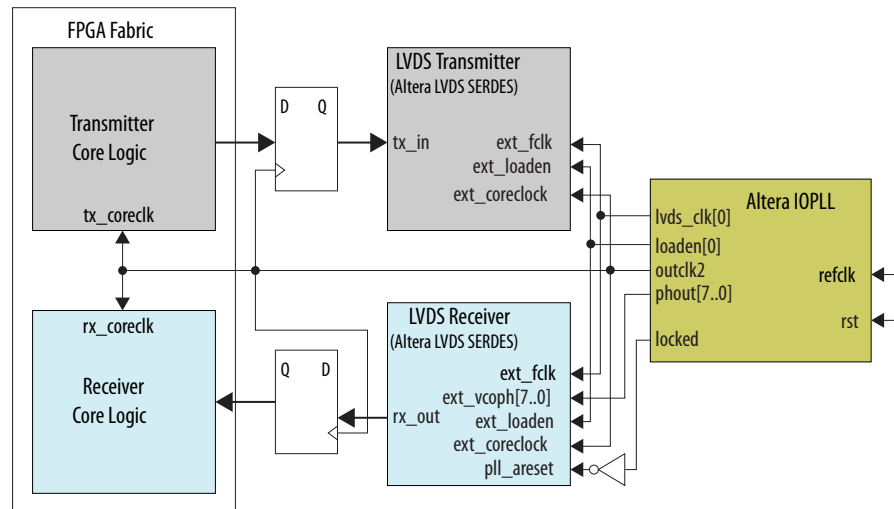 FPGA Fabric
Transmitter
Core Logic
tx_coreclk
D Q
LVDS Transmitter
(Altera LVDS SERDES)
tx_in
ext_fclk
ext_loaden
ext_coreclock
Altera IOPLL
lvds_clk[0]
loaden[0]
outclk2
phout[7..0]
locked
refclk
rst
rx_coreclk
Receiver
Core Logic
Q D
LVDS Receiver
(Altera LVDS SERDES)
rx_out
ext_fclk
ext_vcoph[7..0]
ext_loaden
ext_coreclock
pll_areset